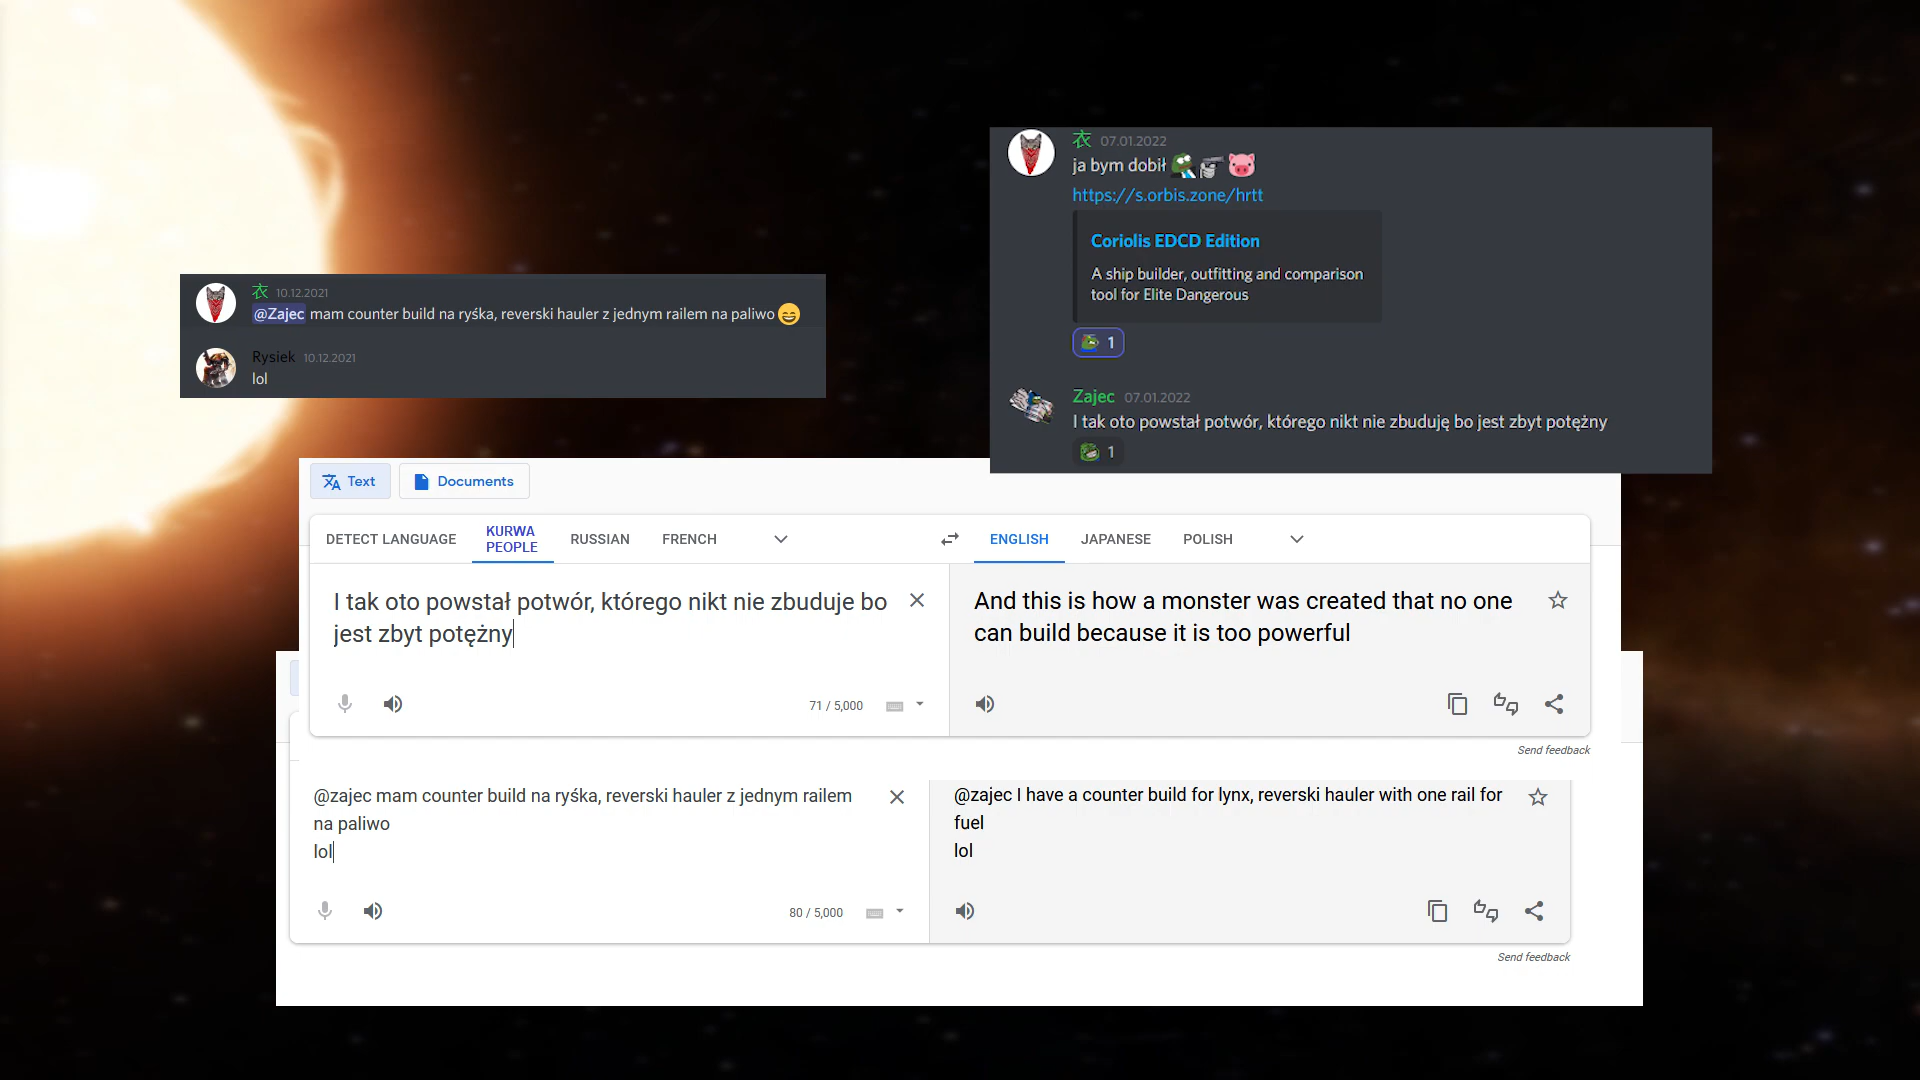 衣 10.12.2021
@Zajec mam counter build na ryśka, reverski hauler z jednym railem na paliwo 😄
Rysiek 10.12.2021
lol
衣 07.01.2022
ja bym dobił
https://s.orbis.zone/hrtt
Coriolis EDCD Edition
A ship builder, outfitting and comparison
tool for Elite Dangerous
1
Zajec 07.01.2022
I tak oto powstał potwór, którego nikt nie zbuduję bo jest zbyt potężny
1
Text Documents
DETECT LANGUAGE KURWA PEOPLE RUSSIAN FRENCH ENGLISH JAPANESE POLISH
I tak oto powstał potwór, którego nikt nie zbuduje bo
jest zbyt potężny
71 / 5,000
And this is how a monster was created that no one
can build because it is too powerful
Send feedback
@zajec mam counter build na ryśka, reverski hauler z jednym railem
na paliwo
lol
80 / 5,000
@zajec I have a counter build for lynx, reverski hauler with one rail for
fuel
lol
Send feedback